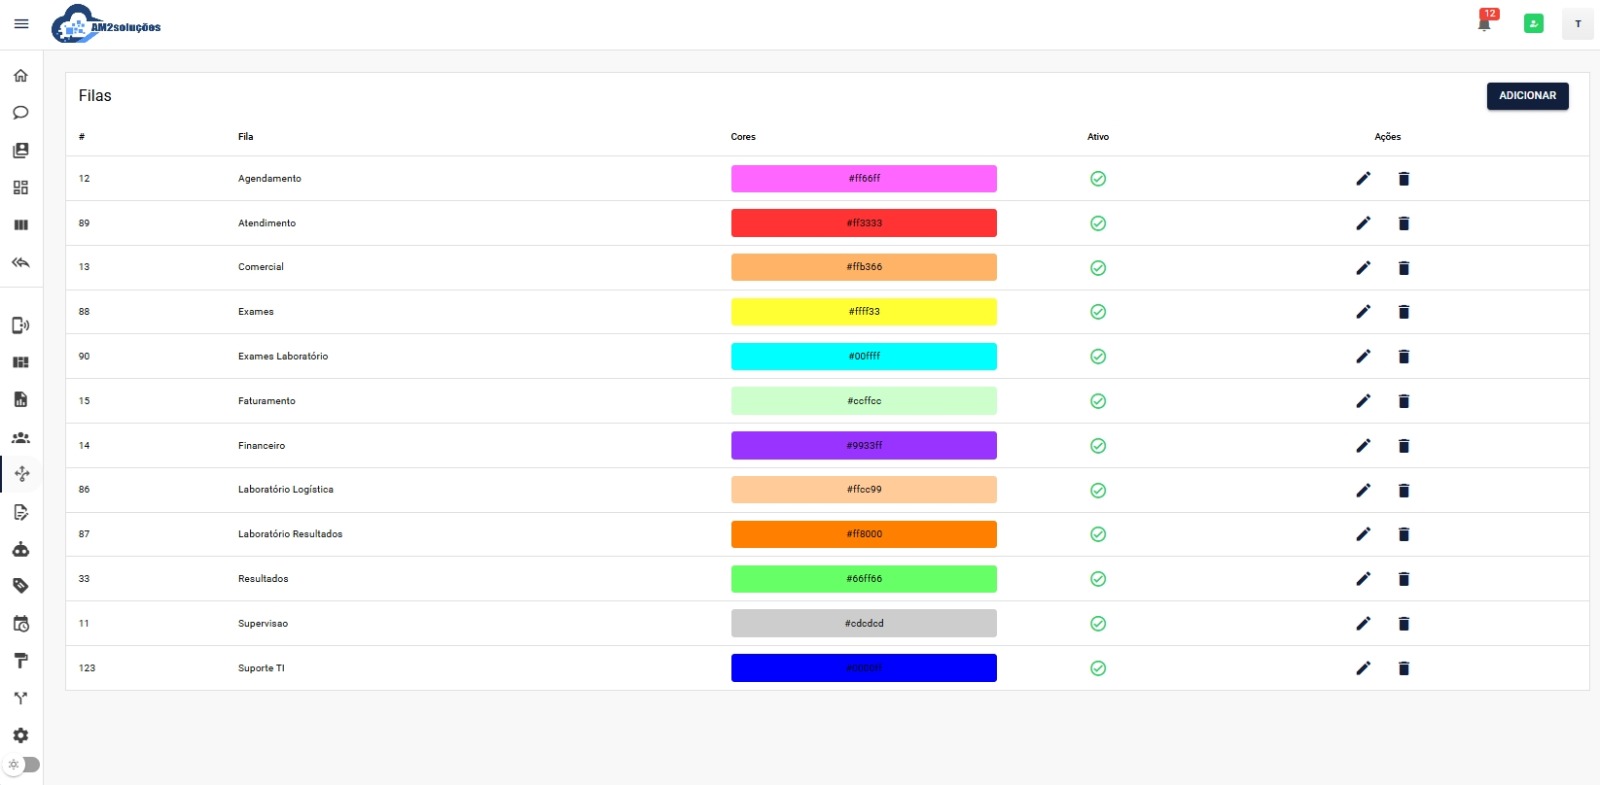 AM2soluções
12
T
Filas
ADICIONAR
# Fila Cores Ativo Ações
12 Agendamento #ff66ff
89 Atendimento #ff3333
13 Comercial #ffb366
88 Exames #ffff33
90 Exames Laboratório #00ffff
15 Faturamento #ccffcc
14 Financeiro #9933ff
86 Laboratório Logística #ffcc99
87 Laboratório Resultados #ff8000
33 Resultados #66ff66
11 Supervisao #cdcdcd
123 Suporte TI #0000ff